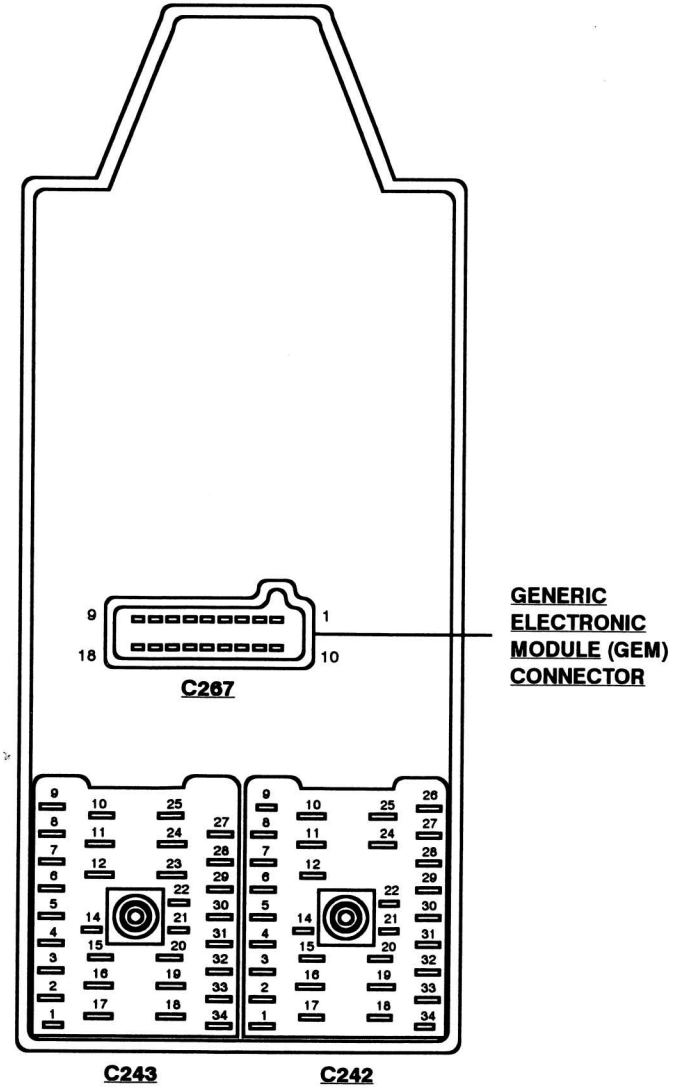 9
1
18
10
C267
GENERIC
ELECTRONIC
MODULE (GEM)
CONNECTOR
9 10 25
8 11 24 27
7 12 23 28
6 22 29
5 14 21 30
4 15 20 31
3 16 19 32
2 17 18 33
1 34
9 10 25 26
8 11 24 27
7 12 28
6 22 29
5 14 21 30
4 15 20 31
3 16 19 32
2 17 18 33
1 34
C243
C242